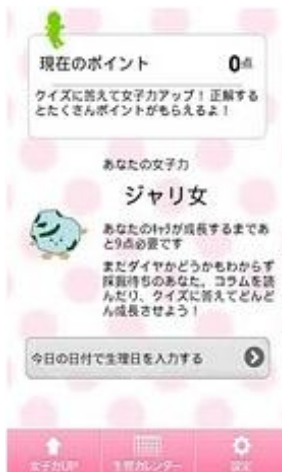 現在のポイント 0点
クイズに答えて女子力アップ！正解する
とたくさんポイントがもらえるよ！
あなたの女子力
ジャリ女
あなたのｷｬﾗが成長するまであ
と9点必要です
まだダイヤかどうかもわからず
採掘待ちのあなた。コラムを読
んだり、クイズに答えてどんど
ん成長させよう！
今日の日付で生理日を入力する
女子力UP 生理カレンダー 設定